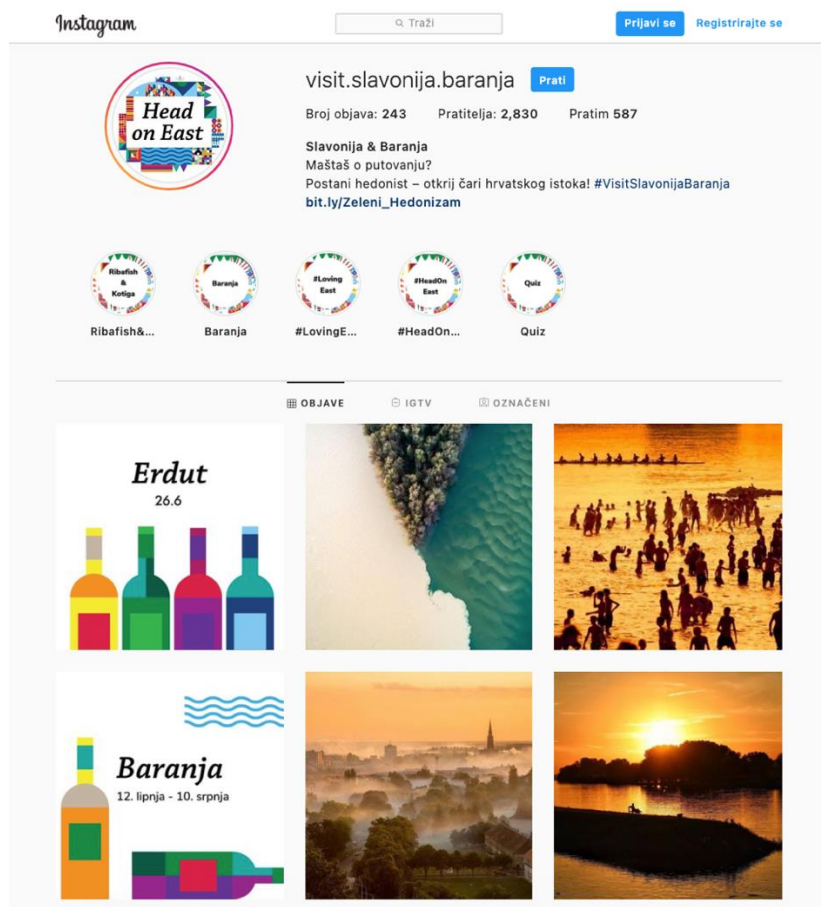 Instagram
Traži
Prijavi se Registrirajte se
Head
on East
visit.slavonija.baranja Prati
Broj objava: 243 Pratitelja: 2,830 Pratim 587
Slavonija & Baranja
Maštaš o putovanju?
Postani hedonist – otkrij čari hrvatskog istoka! #VisitSlavonijaBaranja
bit.ly/Zeleni_Hedonizam
Ribafish
&
Kotiga
Baranja
#Loving
East
#HeadOn
East
Quiz
Ribafish&... Baranja #LovingE... #HeadOn... Quiz
OBJAVE IGTV OZNAČENI
Erdut
26.6
Baranja
12. lipnja - 10. srpnja